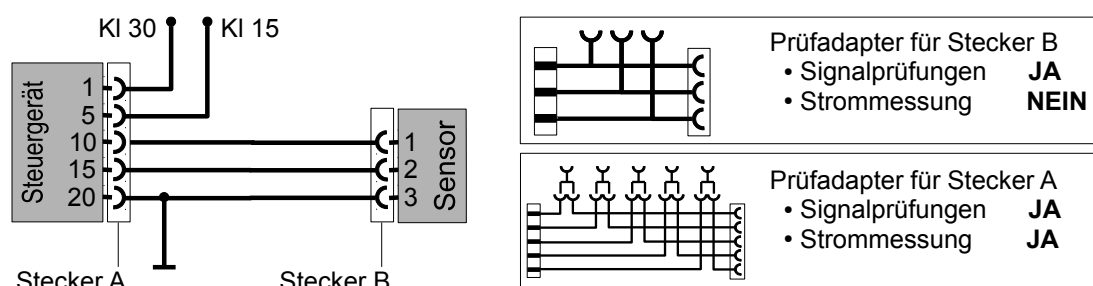 Kl 30
Kl 15
Steuergerät
1
5
10
15
20
1
2
3
Sensor
Stecker A
Stecker B
Prüfadapter für Stecker B
• Signalprüfungen JA
• Strommessung NEIN
Prüfadapter für Stecker A
• Signalprüfungen JA
• Strommessung JA